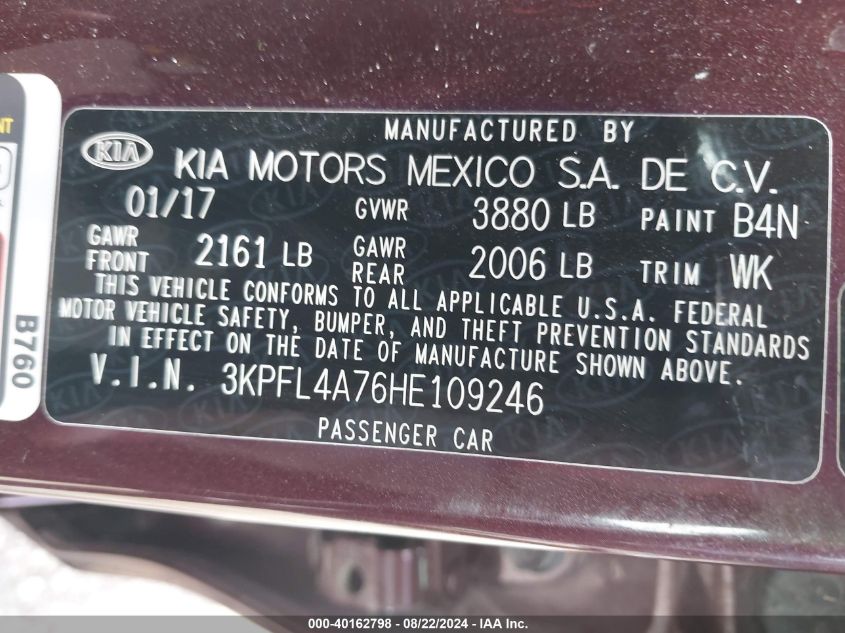 MANUFACTURED BY
KIA KIA MOTORS MEXICO S.A. DE C.V.
01/17 GVWR 3880 LB PAINT B4N
GAWR FRONT 2161 LB GAWR REAR 2006 LB TRIM WK
THIS VEHICLE CONFORMS TO ALL APPLICABLE U.S.A. FEDERAL
MOTOR VEHICLE SAFETY, BUMPER, AND THEFT PREVENTION STANDARDS
IN EFFECT ON THE DATE OF MANUFACTURE SHOWN ABOVE.
V.I.N. 3KPFL4A76HE109246
PASSENGER CAR
B760
000-40162798 - 08/22/2024 - IAA Inc.